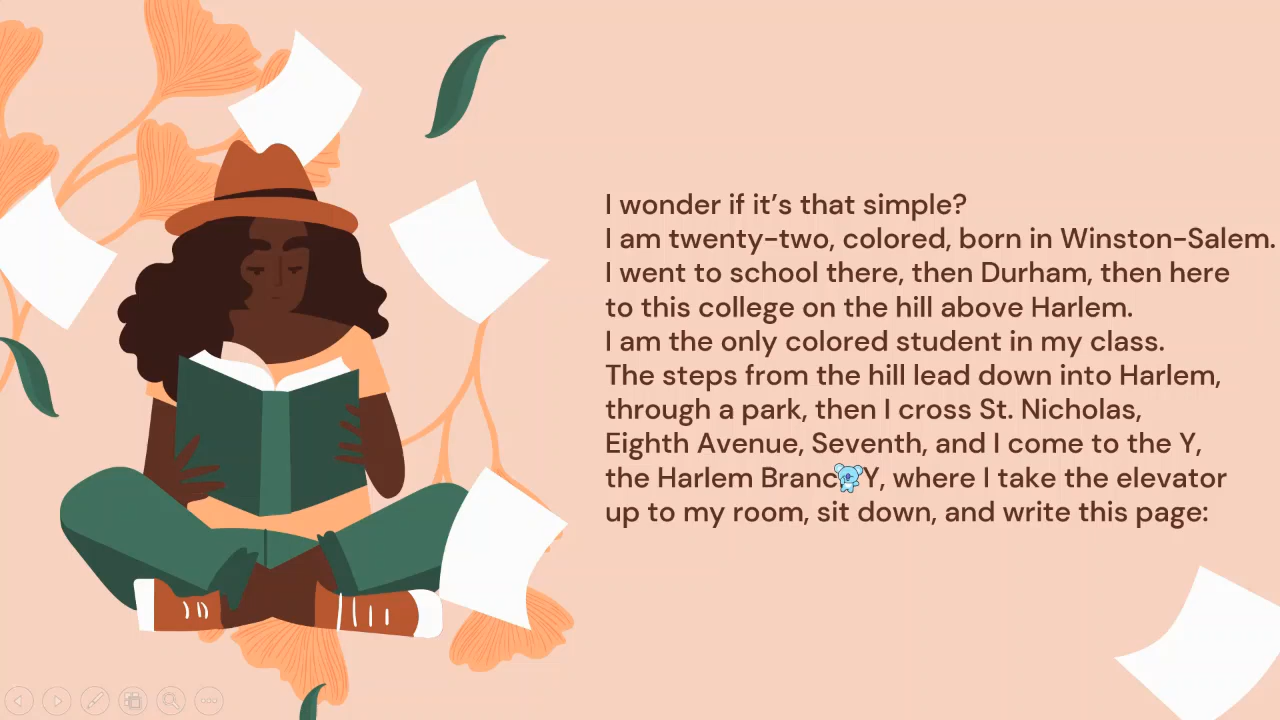 I wonder if it’s that simple?
I am twenty-two, colored, born in Winston-Salem.
I went to school there, then Durham, then here
to this college on the hill above Harlem.
I am the only colored student in my class.
The steps from the hill lead down into Harlem,
through a park, then I cross St. Nicholas,
Eighth Avenue, Seventh, and I come to the Y,
the Harlem Branc Y, where I take the elevator
up to my room, sit down, and write this page: